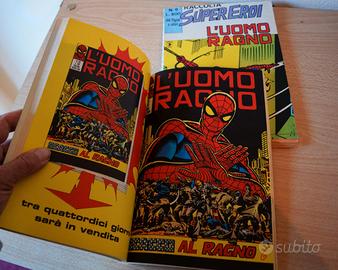 RACCOLTA
SUPER EROI
L'UOMO
RAGNO
L'UOMO
RAGNO
AL RAGNO
tra quattordici giorni
sarà in vendita
L'UOMO
RAGNO
AL RAGNO
subito